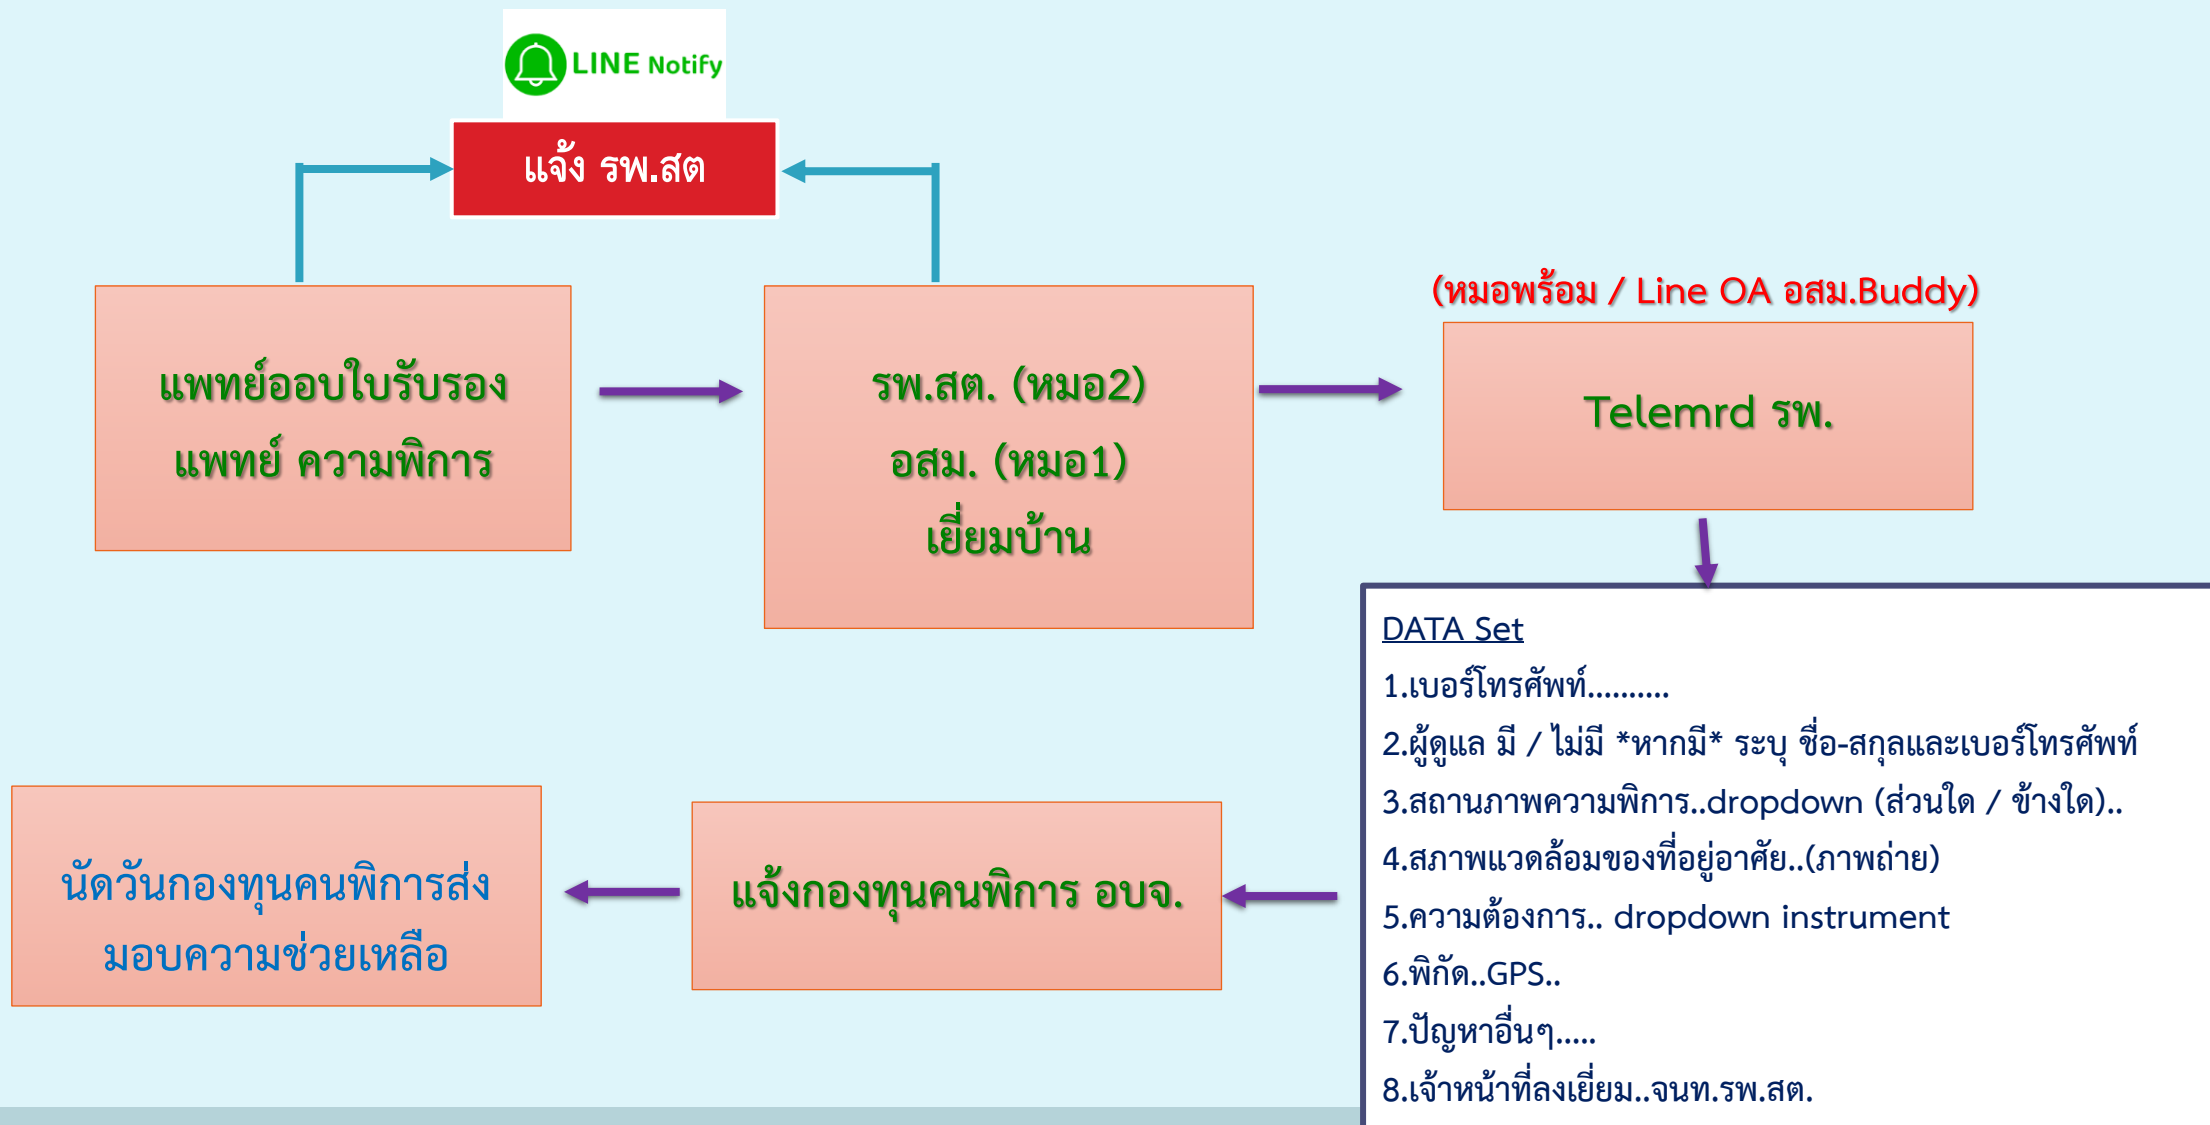 LINE Notify
แจ้ง รพ.สต
แพทย์ออบใบรับรอง
แพทย์ ความพิการ
รพ.สต. (หมอ2)
อสม. (หมอ1)
เยี่ยมบ้าน
(หมอพร้อม / Line OA อสม.Buddy)
Telemrd รพ.
DATA Set
1.เบอร์โทรศัพท์..........
2.ผู้ดูแล มี / ไม่มี *หากมี* ระบุ ชื่อ-สกุลและเบอร์โทรศัพท์
3.สถานภาพความพิการ..dropdown (ส่วนใด / ข้างใด)..
4.สภาพแวดล้อมของที่อยู่อาศัย..(ภาพถ่าย)
5.ความต้องการ.. dropdown instrument
6.พิกัด..GPS..
7.ปัญหาอื่นๆ.....
8.เจ้าหน้าที่ลงเยี่ยม..จนท.รพ.สต.
แจ้งกองทุนคนพิการ อบจ.
นัดวันกองทุนคนพิการส่ง
มอบความช่วยเหลือ